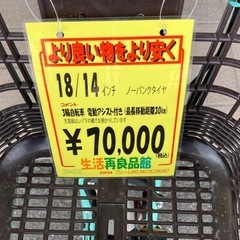 より良い物をより安く
18/14インチ ノーパンクタイヤ
コメント
3輪自転車 電動アシスト付き(最長移動距離30km)
¥70,000
(税込)
生活再良品館